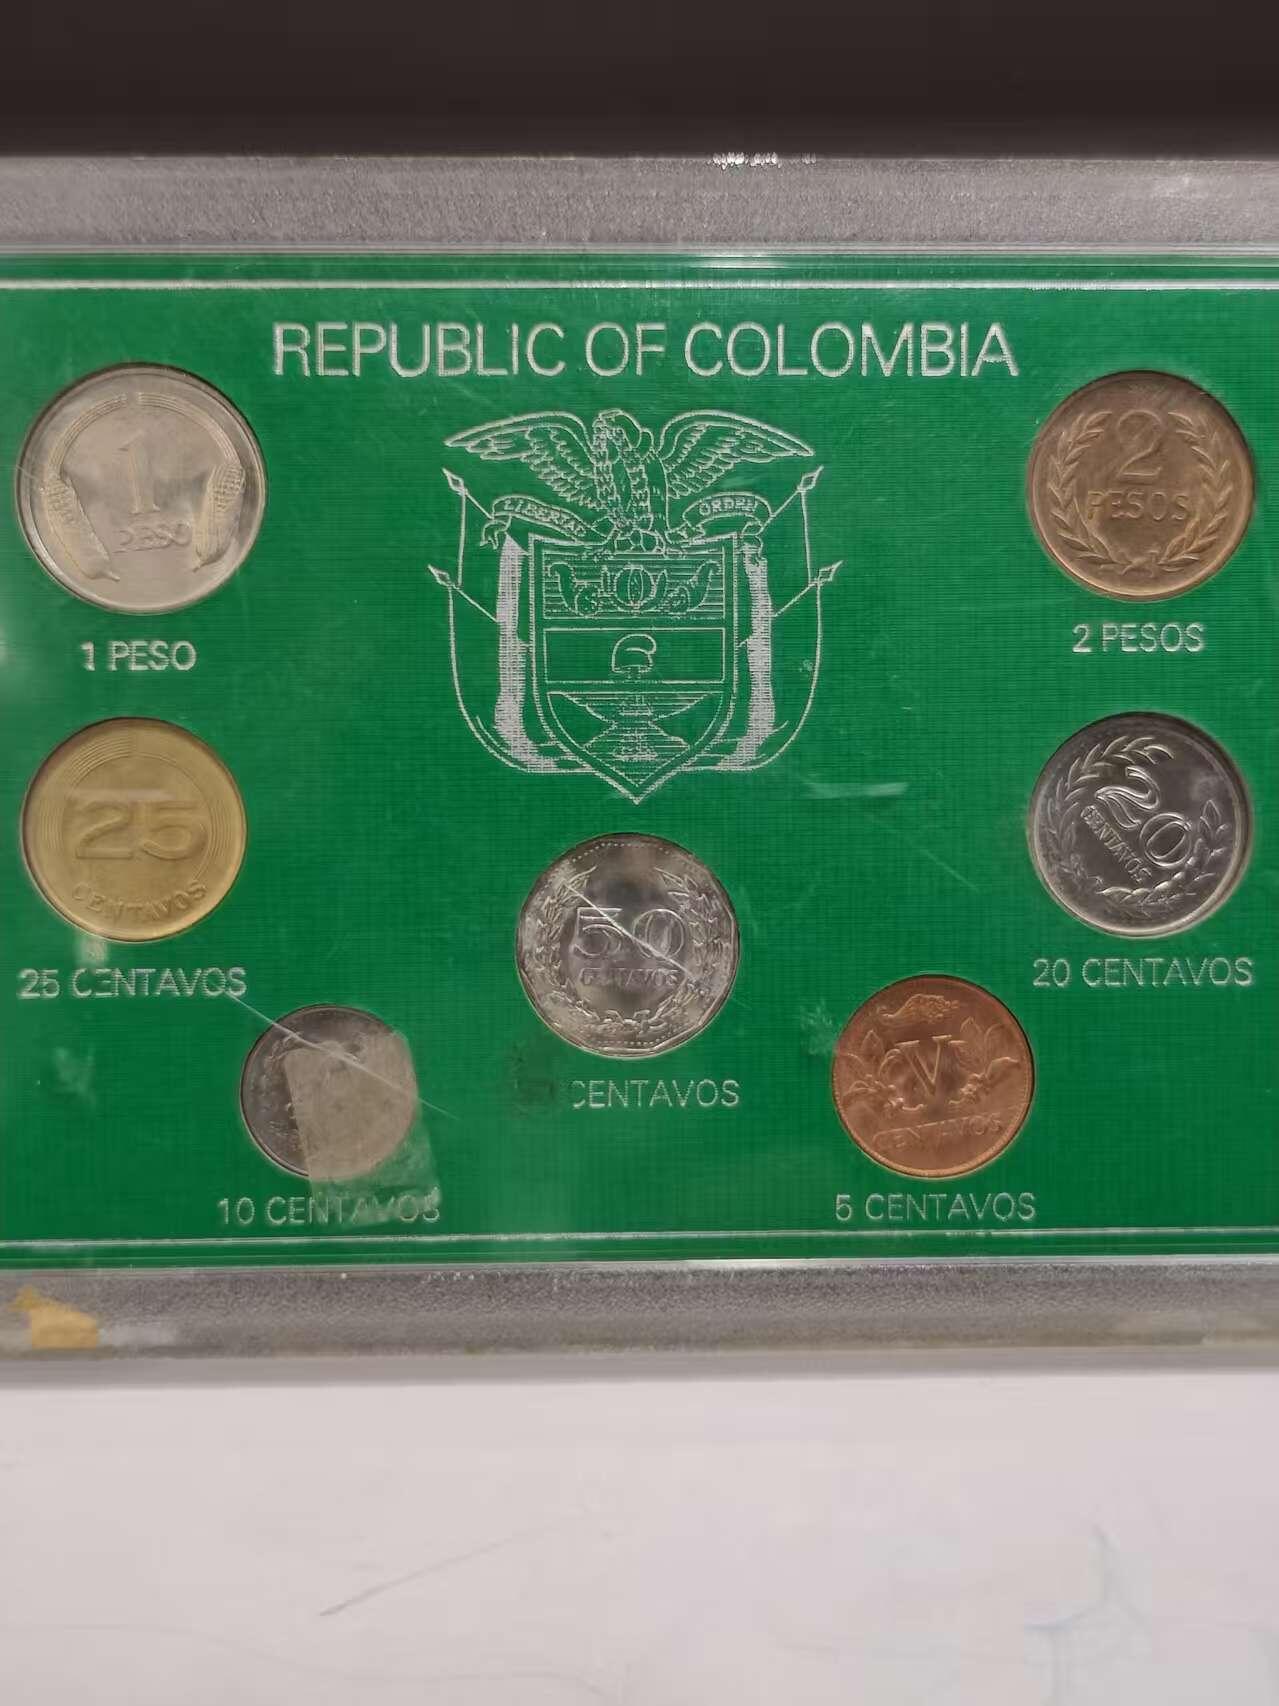 REPUBLIC OF COLOMBIA
LIBERTAD
ORDEN
1
PESO
1 PESO
2
PESOS
2 PESOS
25
CENTAVOS
25 CENTAVOS
20
CENTAVOS
20 CENTAVOS
50
CENTAVOS
CENTAVOS
10 CENTAVOS
V
CENTAVOS
5 CENTAVOS